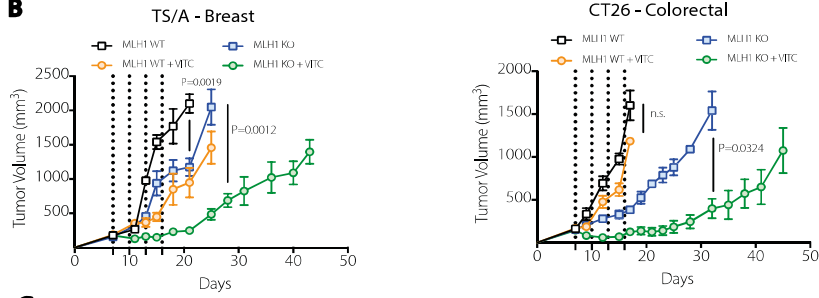 B
TS/A - Breast
MLH1 WT
MLH1 KO
MLH1 WT + VITC
MLH1 KO + VITC
P=0.0019
P=0.0012
Tumor Volume (mm³)
2500
2000
1500
1000
500
0
10
20
30
40
50
Days
CT26 - Colorectal
MLH1 WT
MLH1 KO
MLH1 WT + VITC
MLH1 KO + VITC
n.s.
P=0.0324
Tumor Volume (mm³)
2000
1500
1000
500
0
10
20
30
40
50
Days